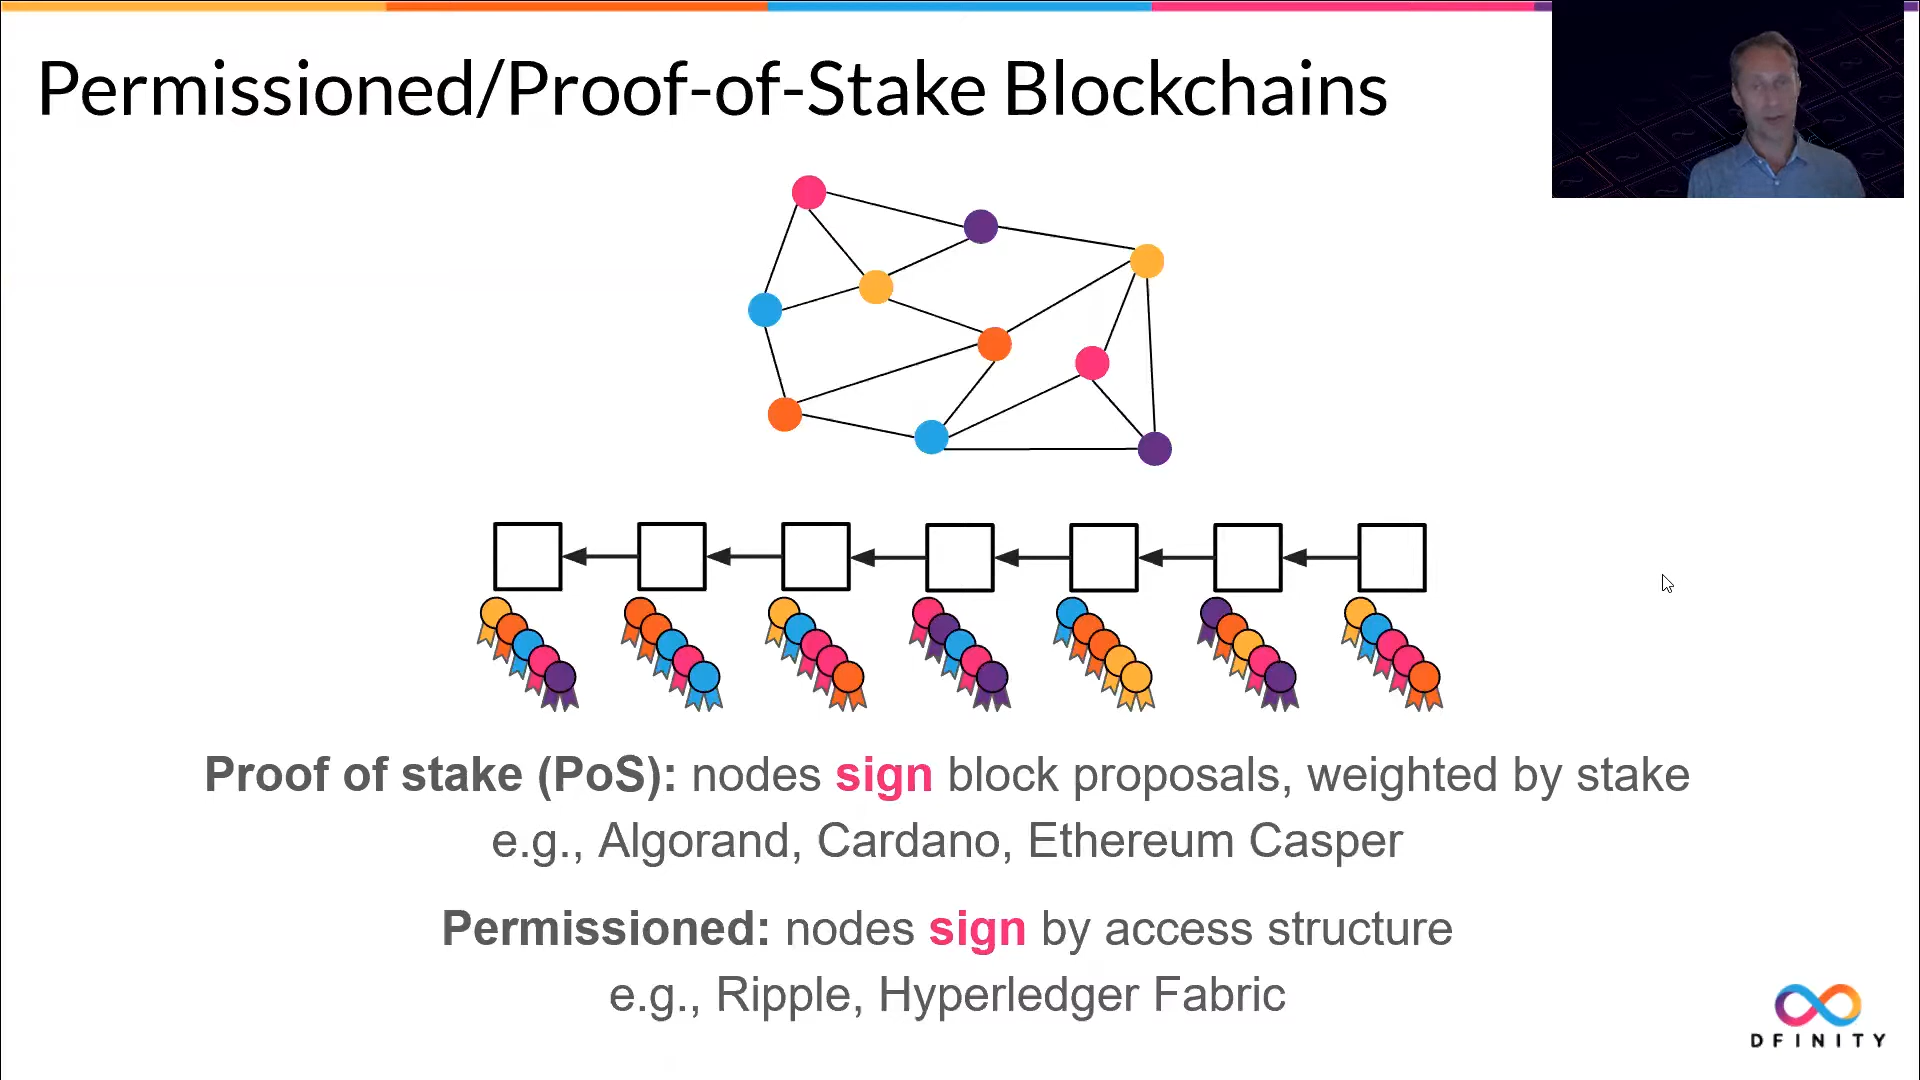 Permissioned/Proof-of-Stake Blockchains
Proof of stake (PoS): nodes sign block proposals, weighted by stake
e.g., Algorand, Cardano, Ethereum Casper
Permissioned: nodes sign by access structure
e.g., Ripple, Hyperledger Fabric
DFINITY